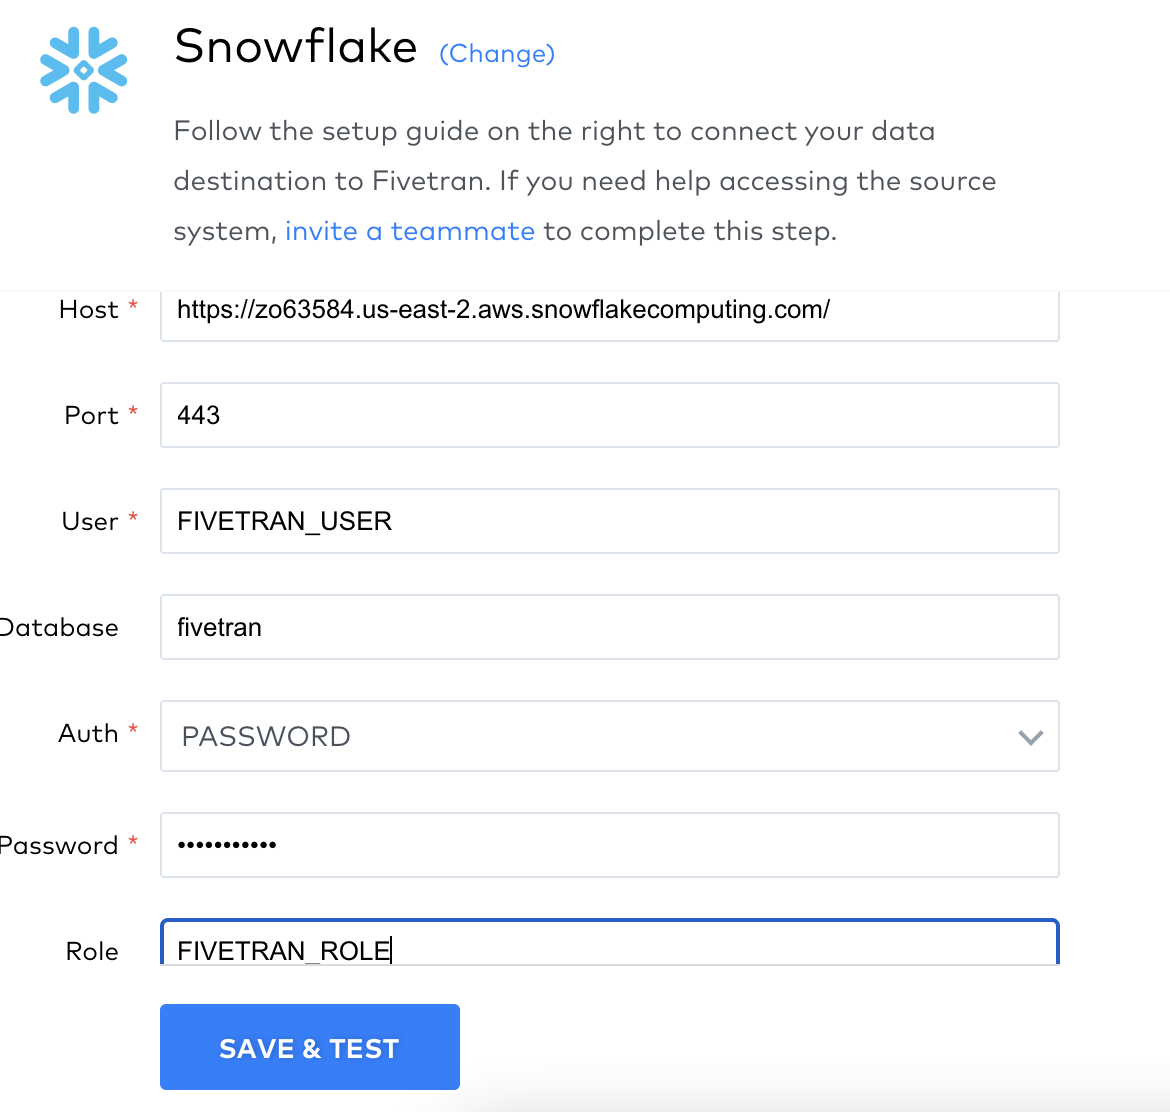 Snowflake (Change)
Follow the setup guide on the right to connect your data
destination to Fivetran. If you need help accessing the source
system, invite a teammate to complete this step.
Host * https://zo63584.us-east-2.aws.snowflakecomputing.com/
Port * 443
User * FIVETRAN_USER
Database fivetran
Auth * PASSWORD
Password * •••••••••••
Role FIVETRAN_ROLE
SAVE & TEST